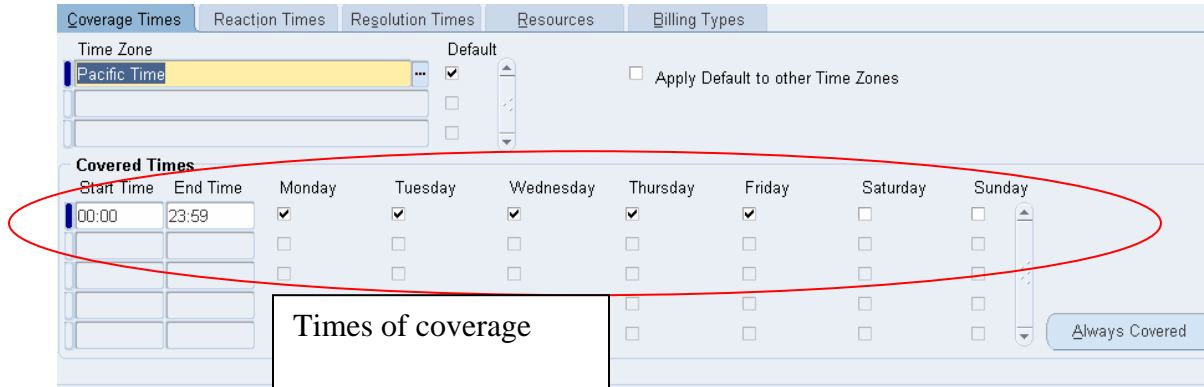 Coverage Times Reaction Times Resolution Times Resources Billing Types
Time Zone Default
Pacific Time ... Apply Default to other Time Zones
Covered Times
Start Time End Time Monday Tuesday Wednesday Thursday Friday Saturday Sunday
00:00 23:59
Times of coverage
Always Covered